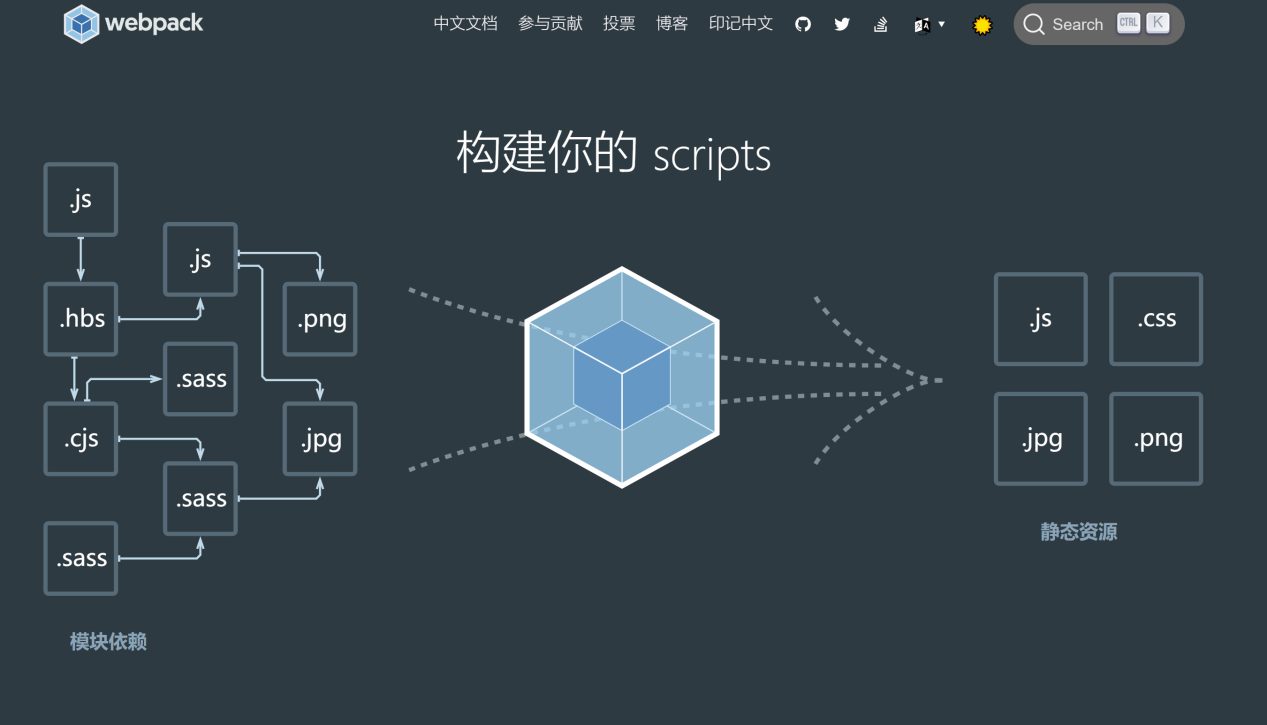 webpack
中文文档 参与贡献 投票 博客 印记中文 Search CTRL K
构建你的 scripts
.js
.js
.hbs
.png
.sass
.cjs
.jpg
.sass
.sass
模块依赖
.js .css
.jpg .png
静态资源